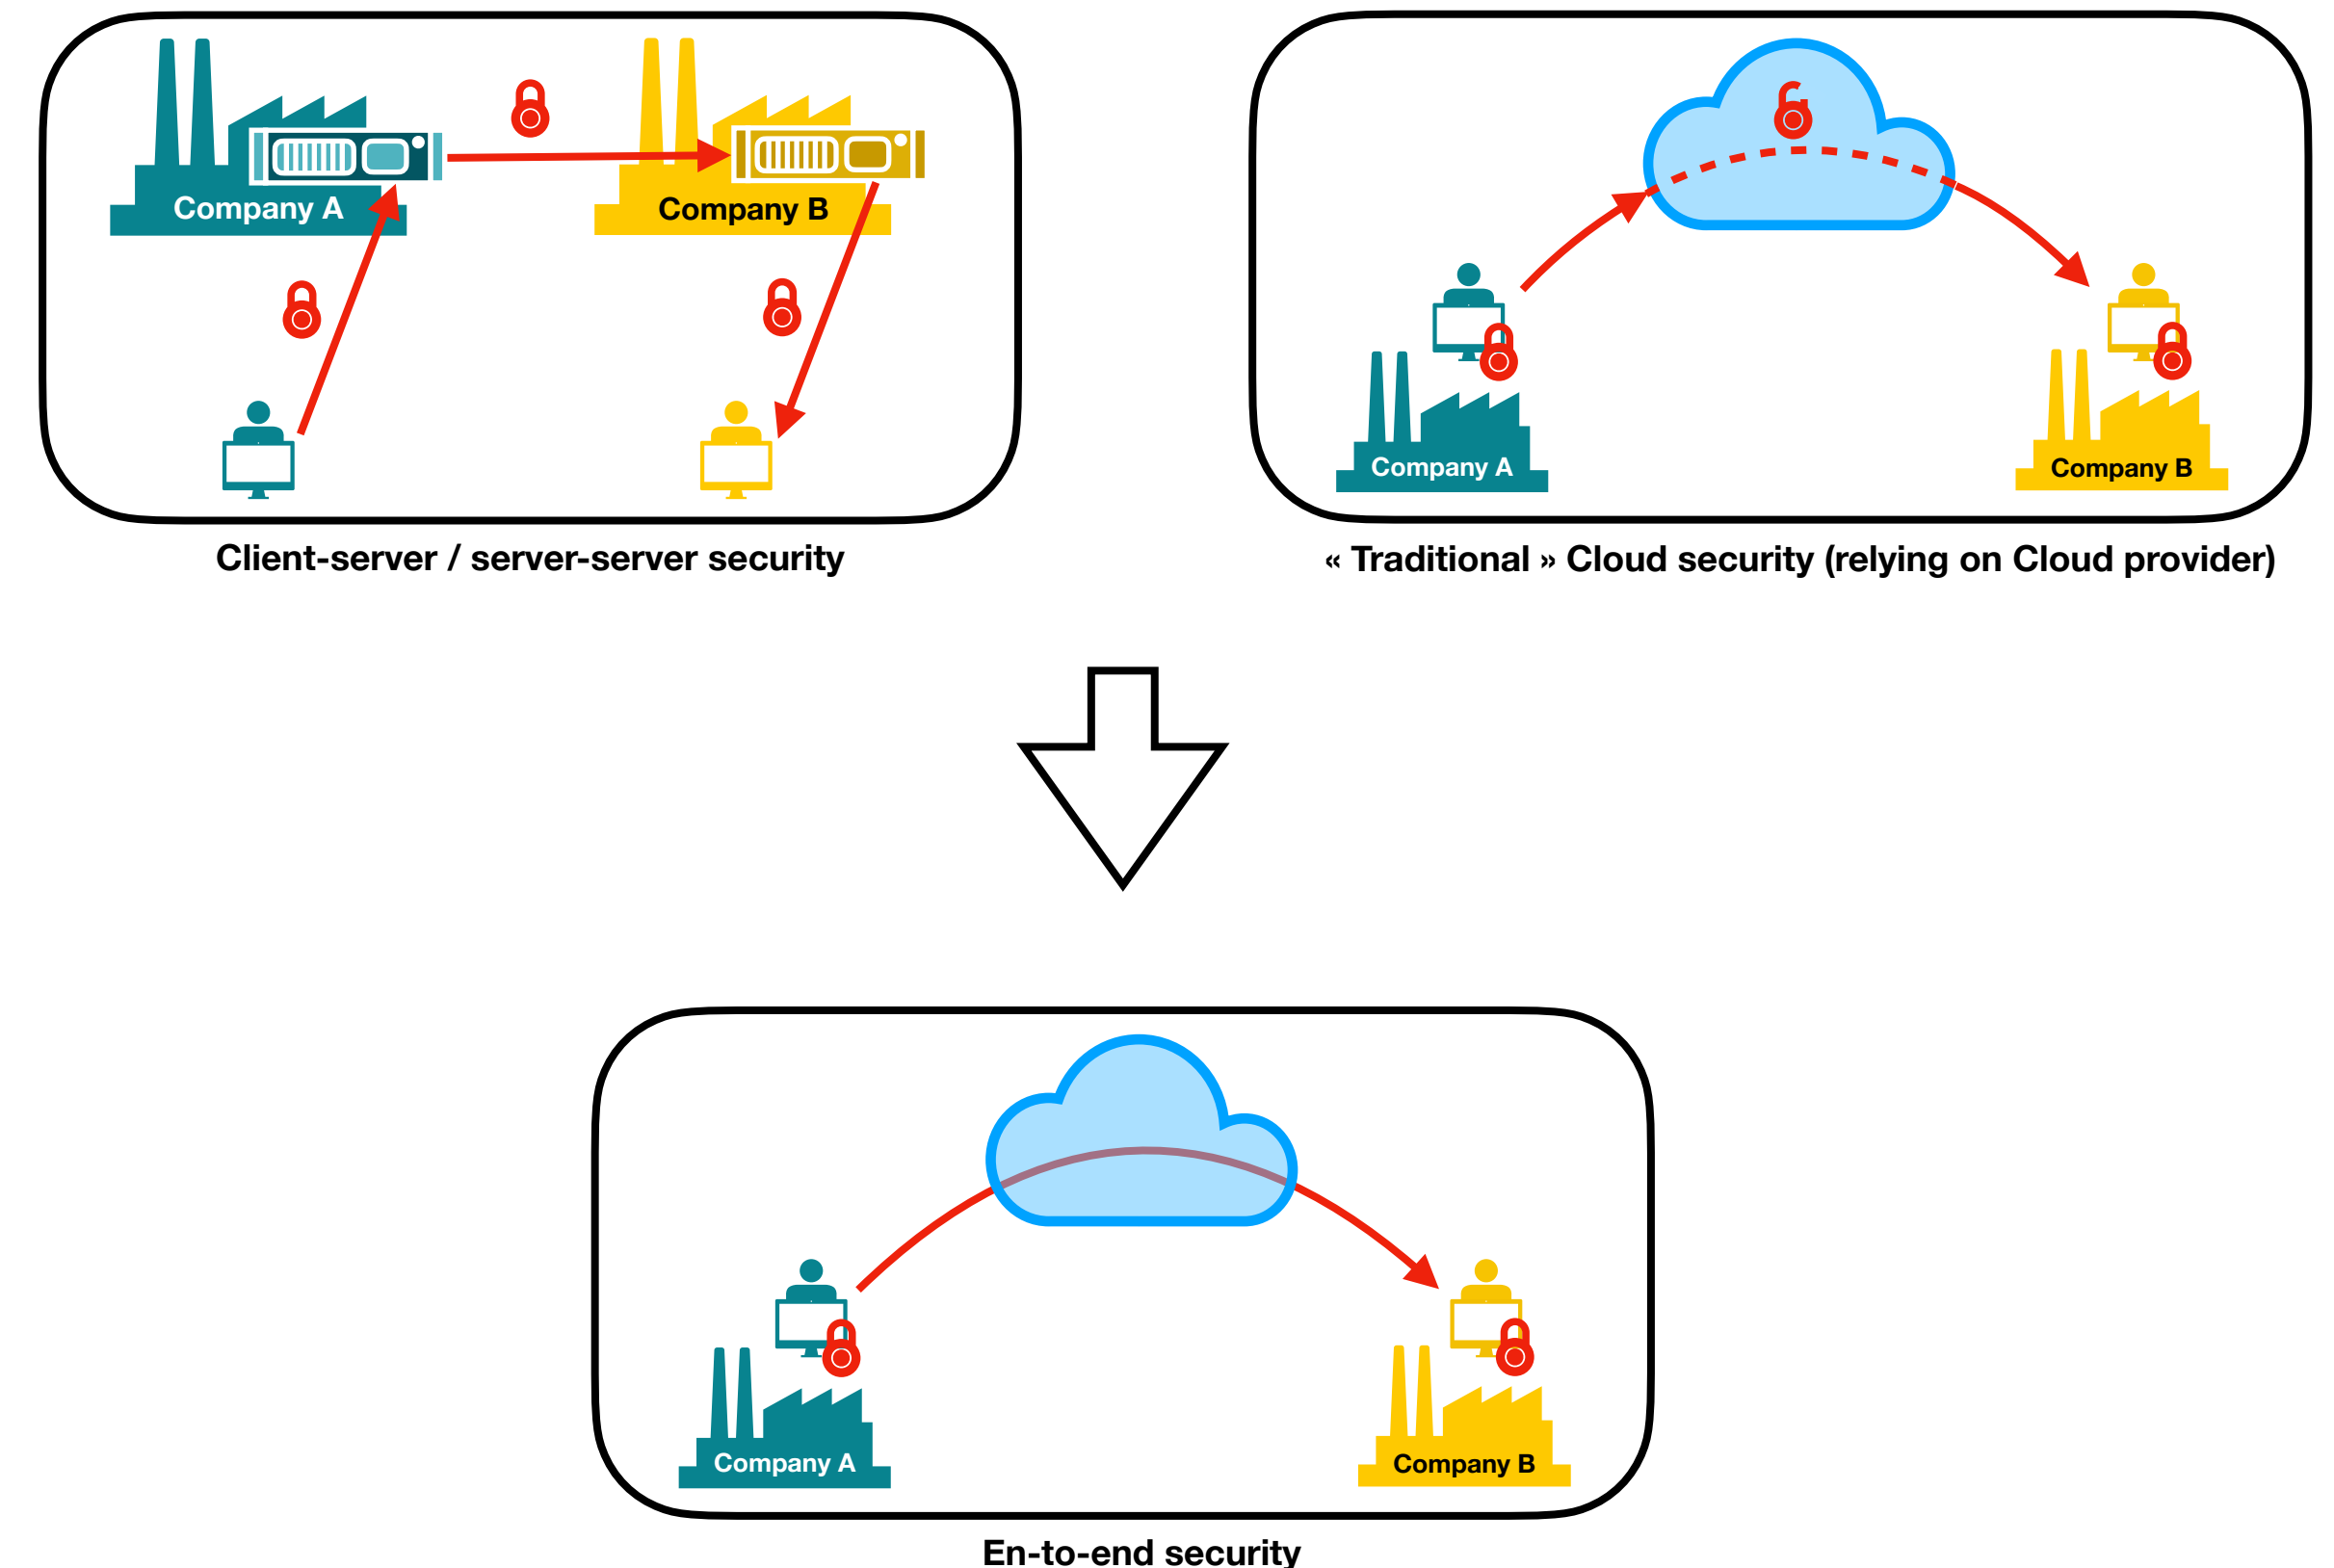 Company A
Company B
Client-server / server-server security
Company A
Company B
« Traditional » Cloud security (relying on Cloud provider)
Company A
Company B
En-to-end security